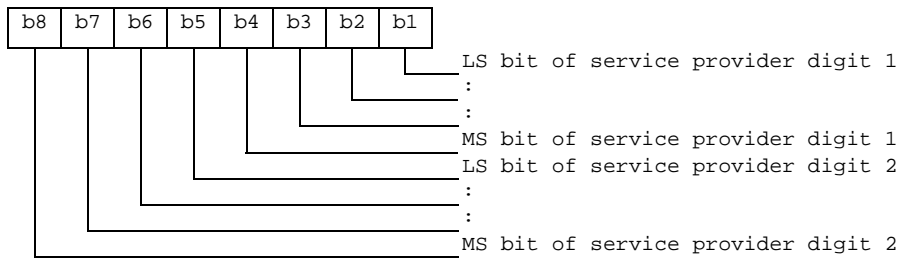 b8 b7 b6 b5 b4 b3 b2 b1
LS bit of service provider digit 1
:
:
MS bit of service provider digit 1
LS bit of service provider digit 2
:
:
MS bit of service provider digit 2